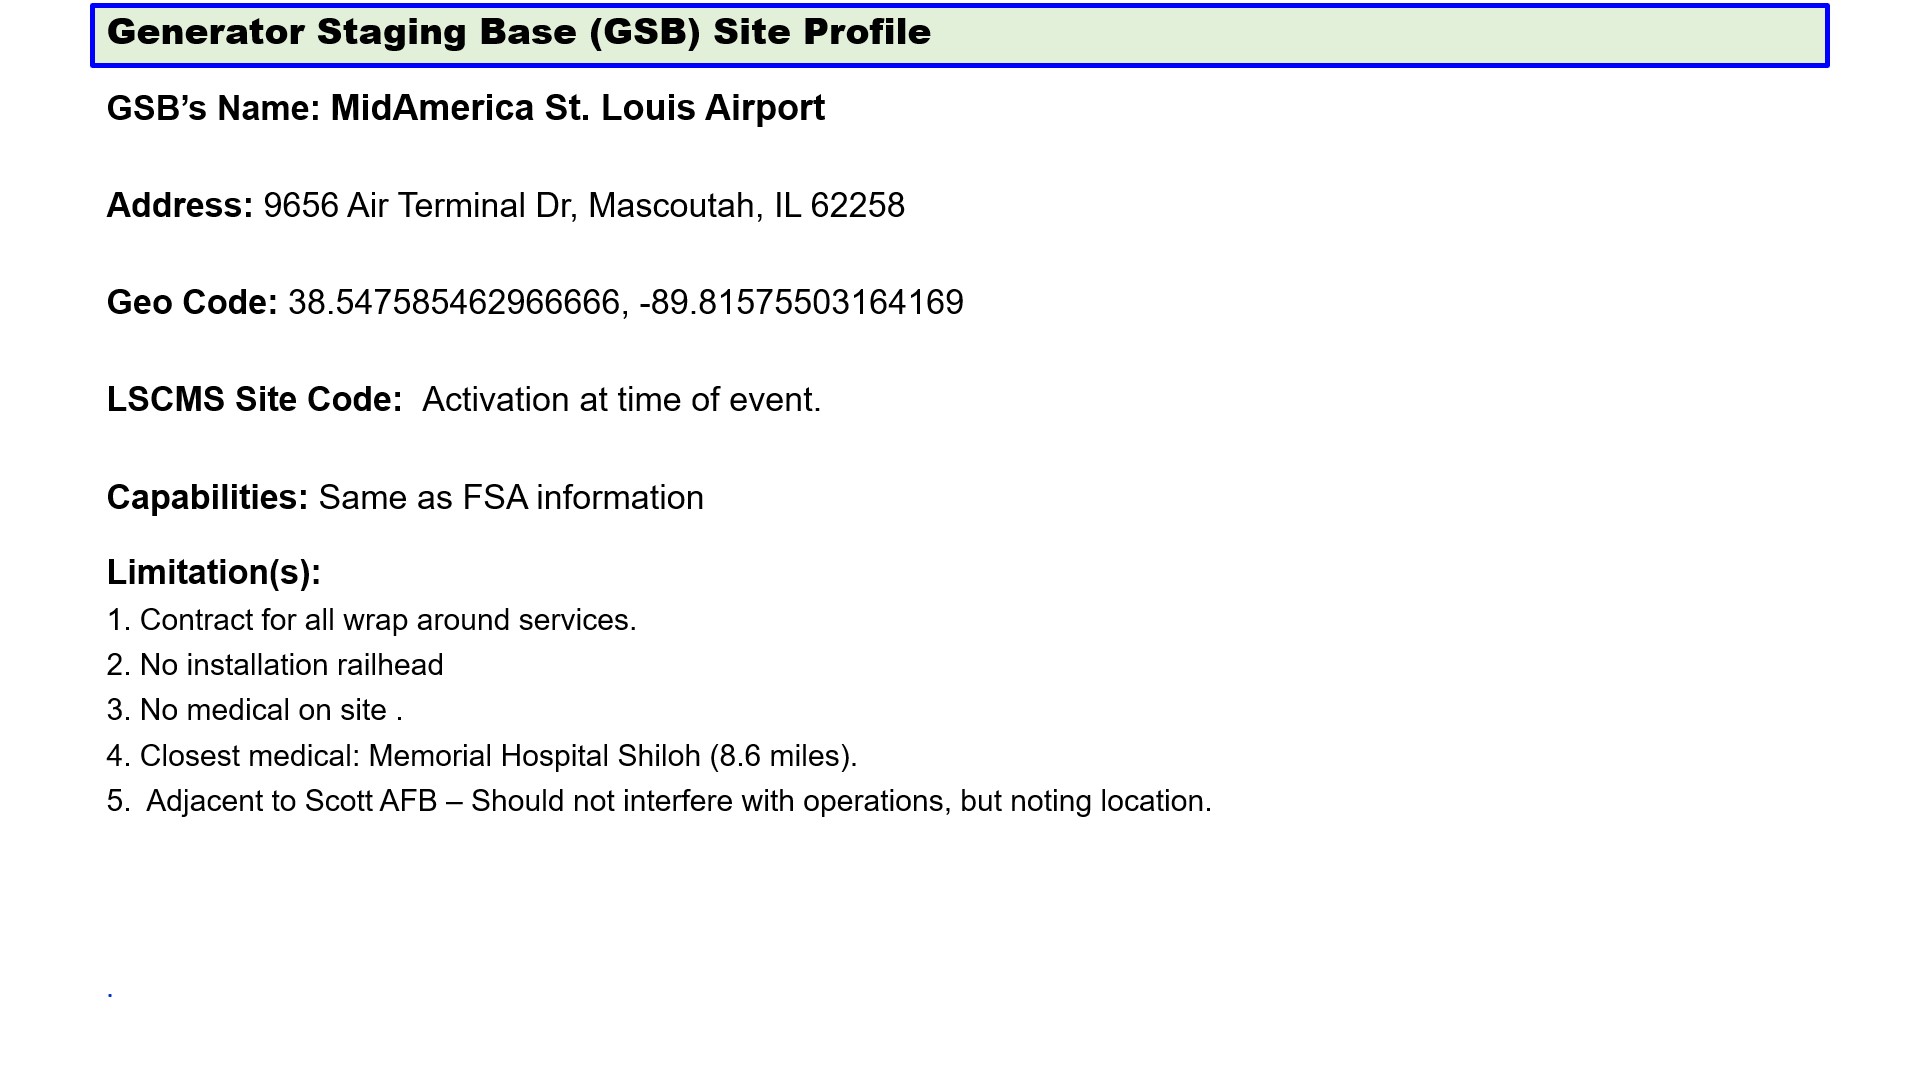 Generator Staging Base (GSB) Site Profile
GSB’s Name: MidAmerica St. Louis Airport
Address: 9656 Air Terminal Dr, Mascoutah, IL 62258
Geo Code: 38.547585462966666, -89.81575503164169
LSCMS Site Code:  Activation at time of event.
Capabilities: Same as FSA information
Limitation(s):
1. Contract for all wrap around services.
2. No installation railhead
3. No medical on site .
4. Closest medical: Memorial Hospital Shiloh (8.6 miles).
5.  Adjacent to Scott AFB – Should not interfere with operations, but noting location.
.